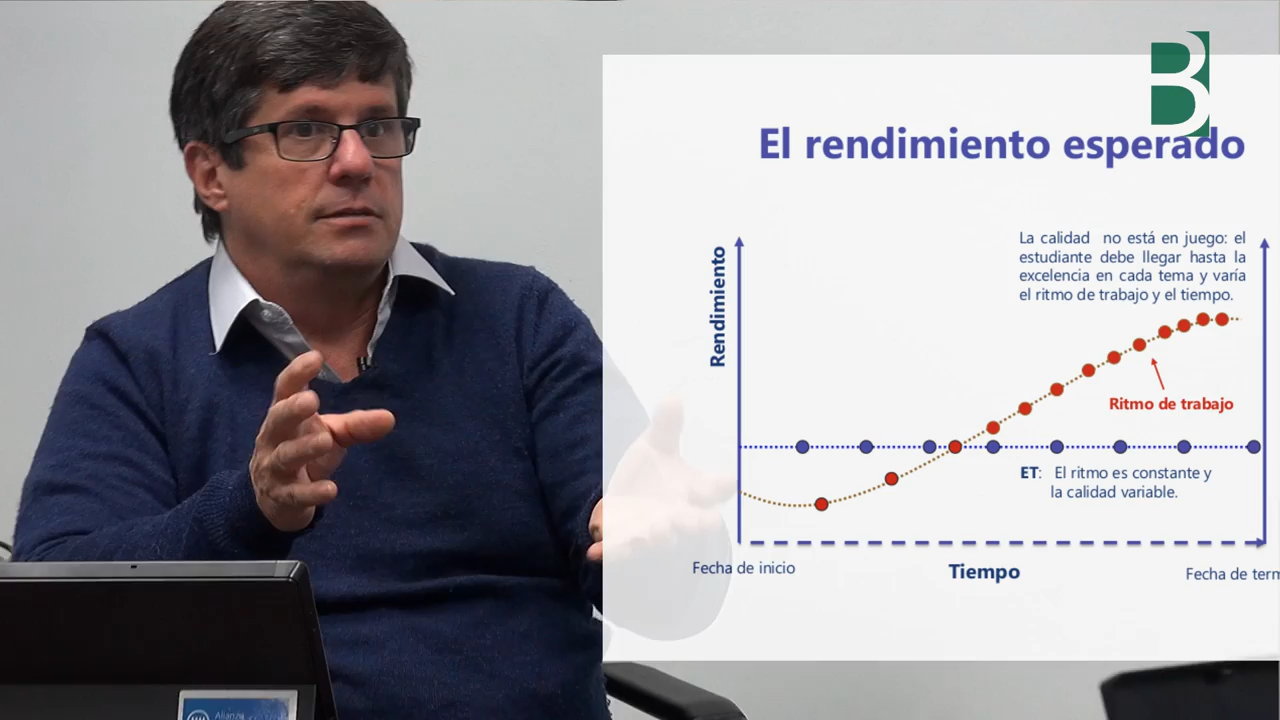 B
El rendimiento esperado
La calidad no está en juego: el
estudiante debe llegar hasta la
excelencia en cada tema y varía
el ritmo de trabajo y el tiempo.
Rendimiento
Ritmo de trabajo
ET: El ritmo es constante y
la calidad variable.
Fecha de inicio
Tiempo
Fecha de term
Alianza